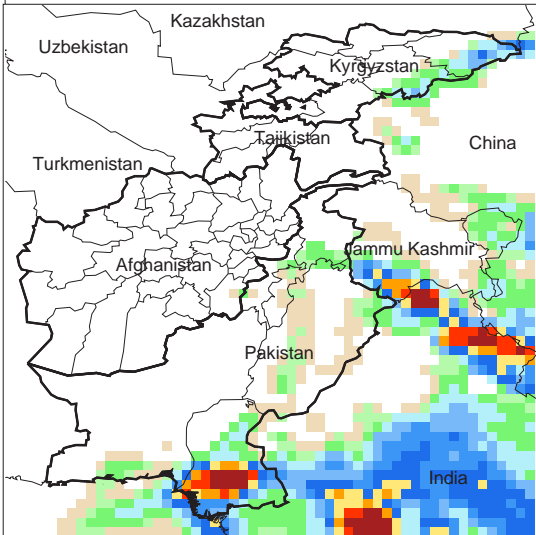 Kazakhstan
Uzbekistan
Kyrgyzstan
Tajikistan
China
Turkmenistan
Jammu Kashmir
Afghanistan
Pakistan
India